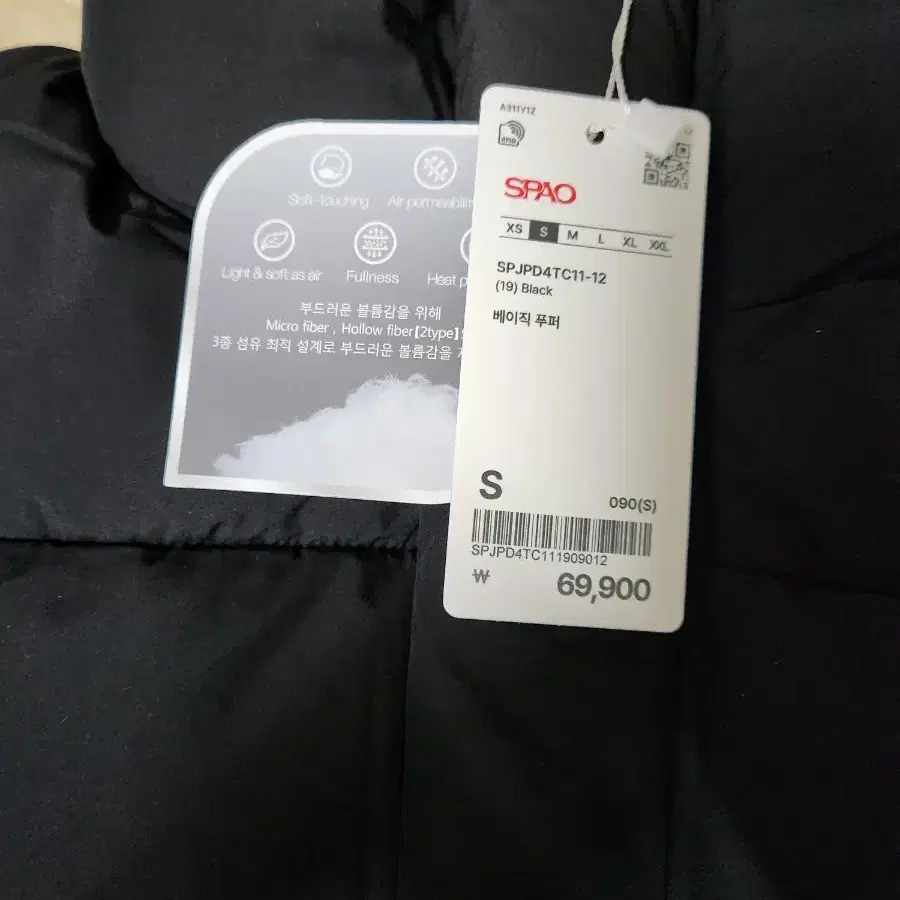 Soft-touching Air permeability
Light & soft as air Fullness Heat
부드러운 볼륨감을 위해
Micro fiber , Hollow fiber【2type】
3종 섬유 최적 설계로 부드러운 볼륨감을
A311Y12
RFID
SPAO
XS S M L XL XXL
SPJPD4TC11-12
(19) Black
베이직 푸퍼
S
090(S)
SPJPD4TC111909012
₩ 69,900